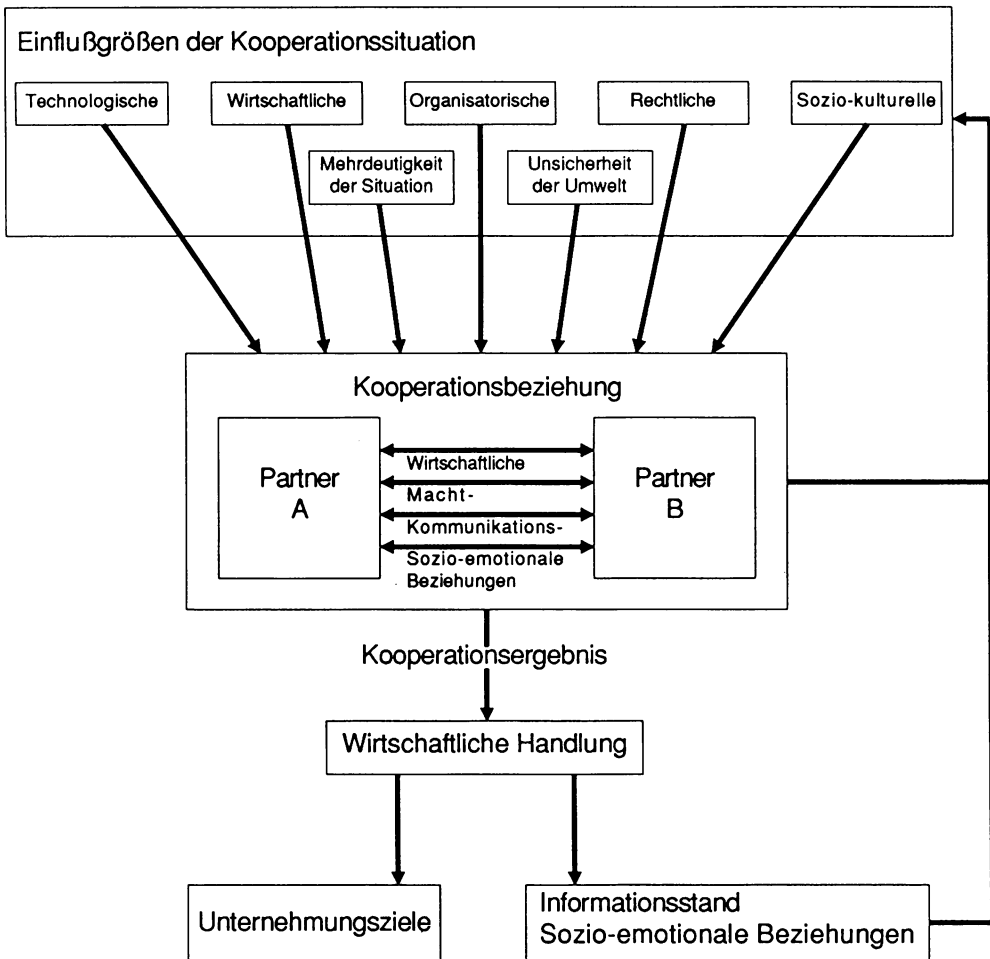 Einflußgrößen der Kooperationssituation
Technologische
Wirtschaftliche
Organisatorische
Rechtliche
Sozio-kulturelle
Mehrdeutigkeit
der Situation
Unsicherheit
der Umwelt
Kooperationsbeziehung
Partner
A
Wirtschaftliche
Macht-
Kommunikations-
Sozio-emotionale
Beziehungen
Partner
B
Kooperationsergebnis
Wirtschaftliche Handlung
Unternehmungsziele
Informationsstand
Sozio-emotionale Beziehungen